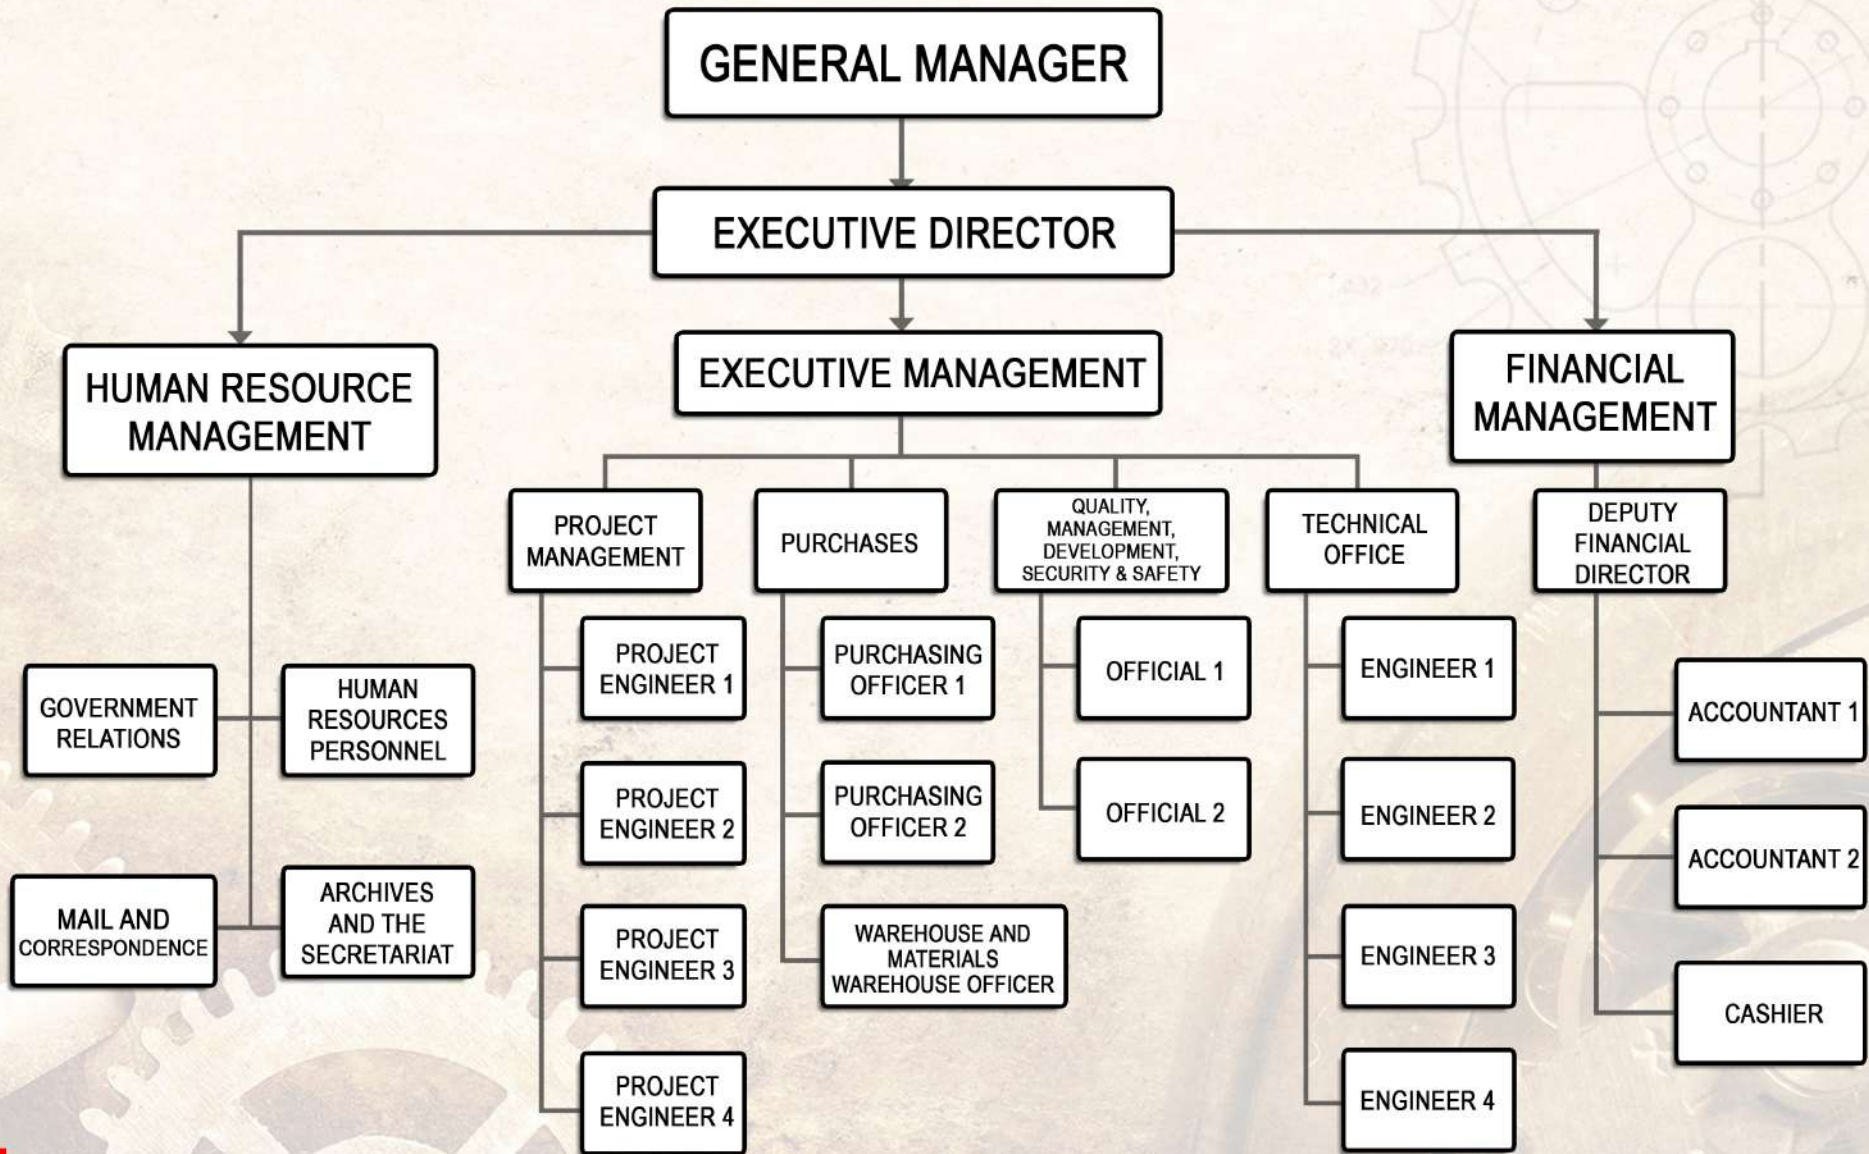 GENERAL MANAGER
EXECUTIVE DIRECTOR
HUMAN RESOURCE
MANAGEMENT
EXECUTIVE MANAGEMENT
FINANCIAL
MANAGEMENT
PROJECT
MANAGEMENT
PURCHASES
QUALITY,
MANAGEMENT,
DEVELOPMENT,
SECURITY & SAFETY
TECHNICAL
OFFICE
DEPUTY
FINANCIAL
DIRECTOR
GOVERNMENT
RELATIONS
HUMAN
RESOURCES
PERSONNEL
MAIL AND
CORRESPONDENCE
ARCHIVES
AND THE
SECRETARIAT
PROJECT
ENGINEER 1
PROJECT
ENGINEER 2
PROJECT
ENGINEER 3
PROJECT
ENGINEER 4
PURCHASING
OFFICER 1
PURCHASING
OFFICER 2
WAREHOUSE AND
MATERIALS
WAREHOUSE OFFICER
OFFICIAL 1
OFFICIAL 2
ENGINEER 1
ENGINEER 2
ENGINEER 3
ENGINEER 4
ACCOUNTANT 1
ACCOUNTANT 2
CASHIER